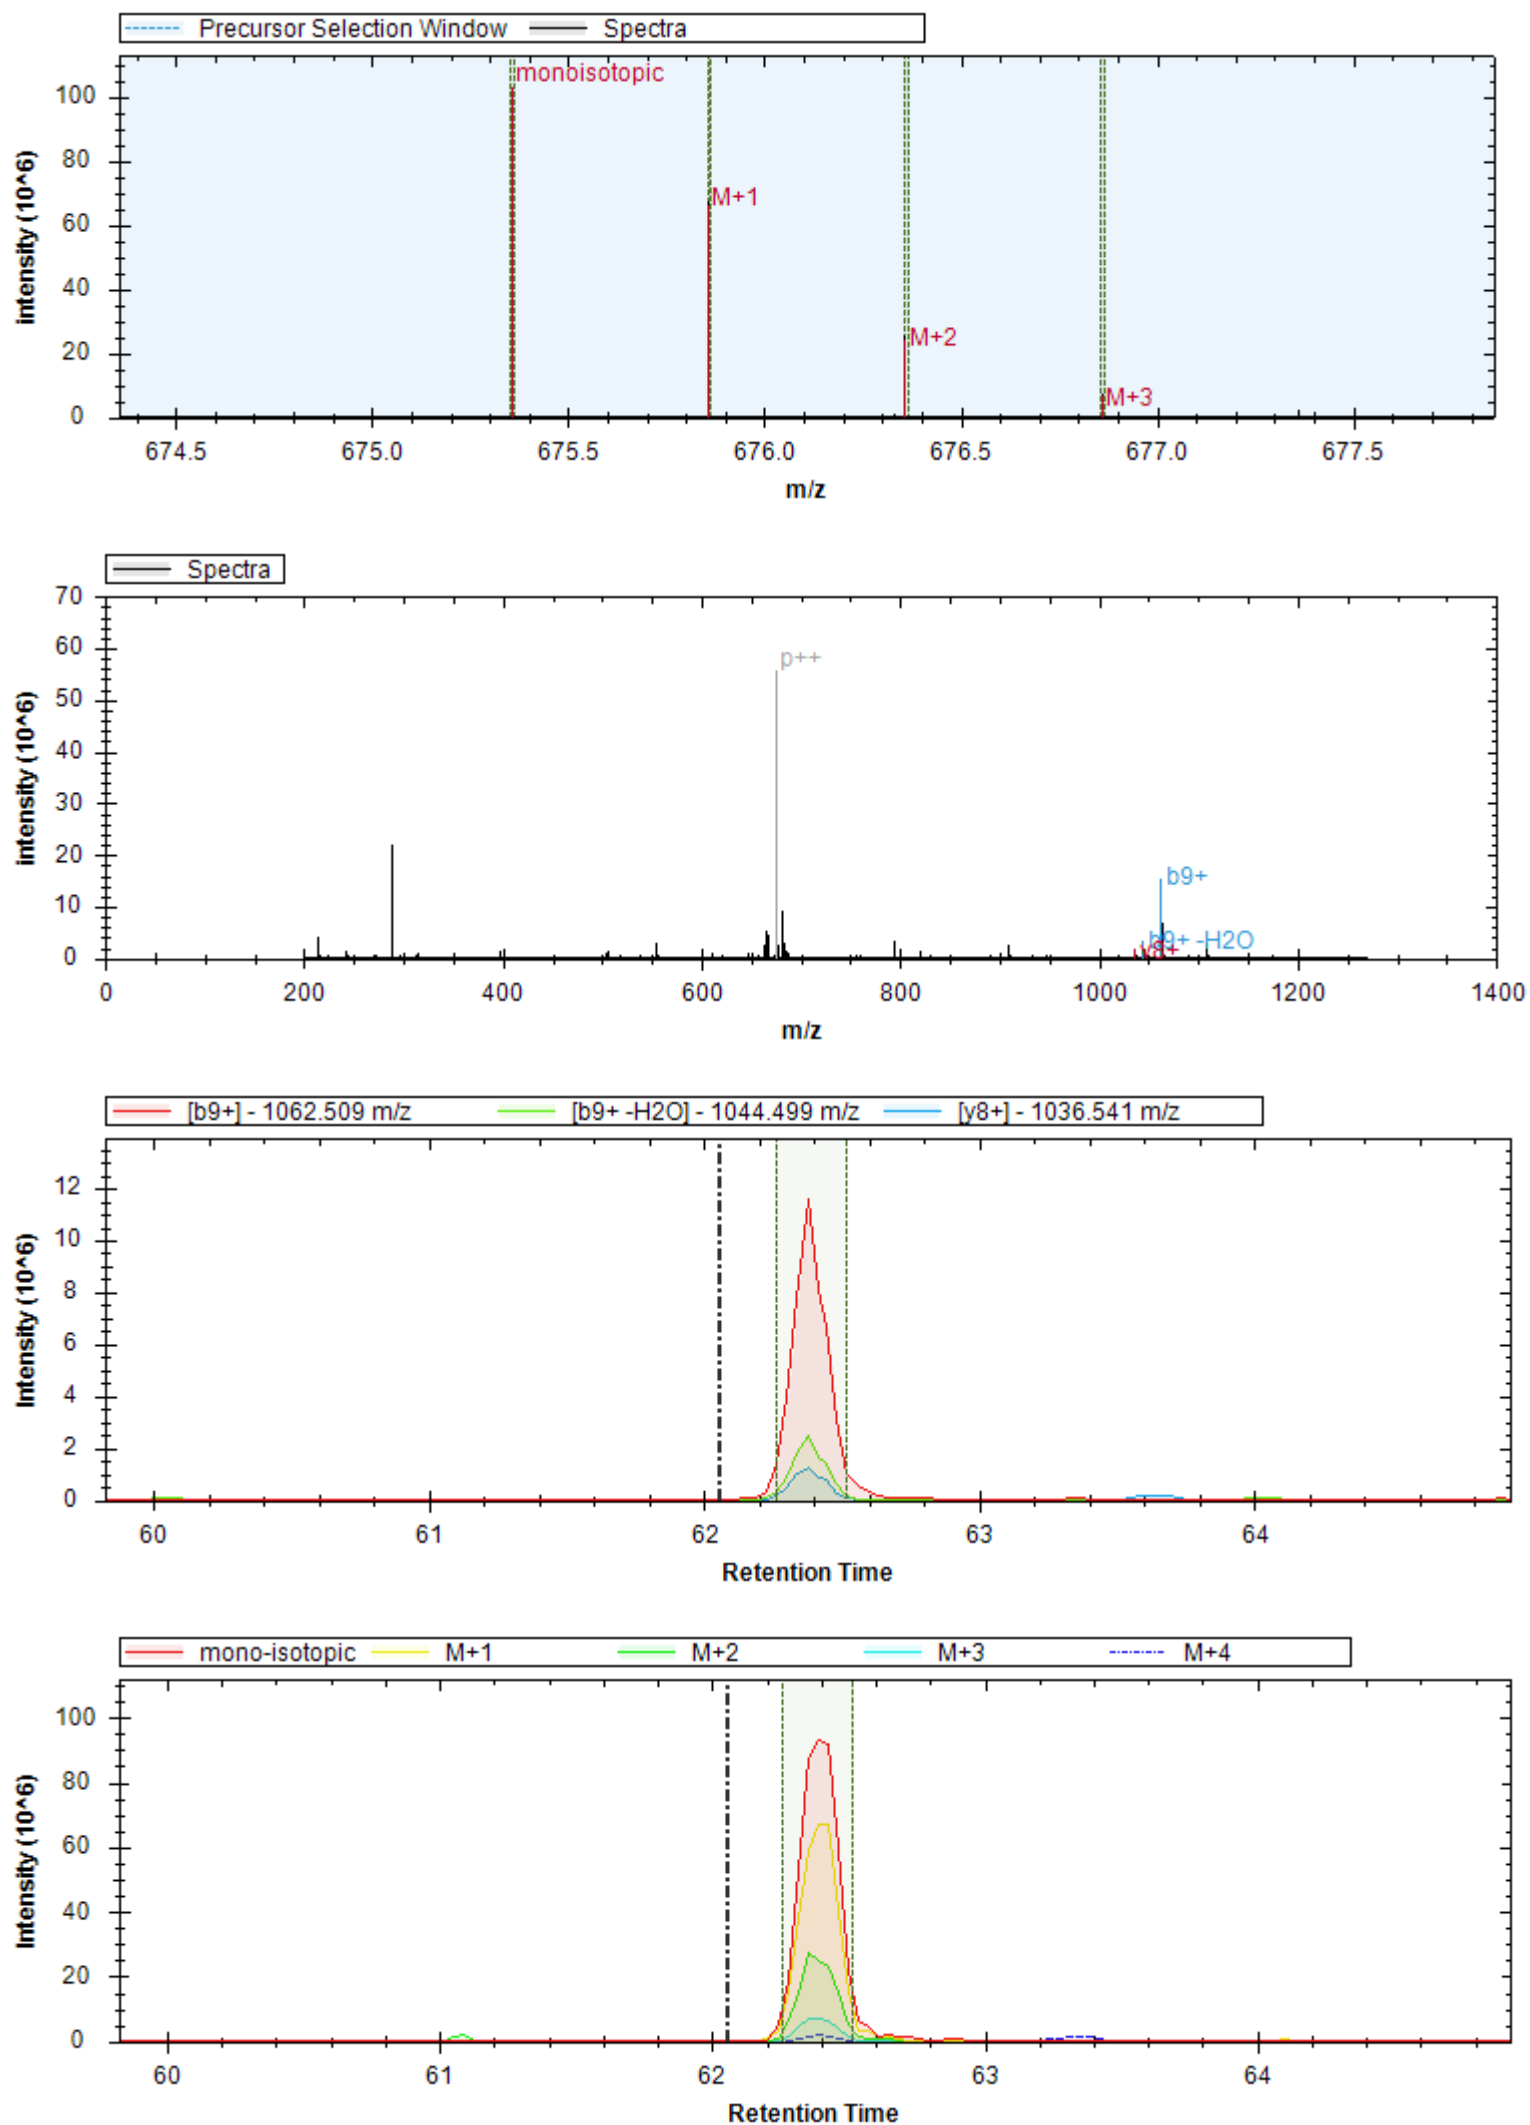 Precursor Selection Window Spectra
monoisotopic
M+1
M+2
M+3
100
80
60
40
20
0
intensity (10^6)
674.5 675.0 675.5 676.0 676.5 677.0 677.5
m/z
Spectra
70
60
50
40
30
20
10
0
intensity (10^6)
p++
b9+
b9+ -H2O
y8+
0 200 400 600 800 1000 1200 1400
m/z
[b9+] - 1062.509 m/z [b9+ -H2O] - 1044.499 m/z [y8+] - 1036.541 m/z
12
10
8
6
4
2
0
Intensity (10^6)
60 61 62 63 64
Retention Time
mono-isotopic M+1 M+2 M+3 M+4
100
80
60
40
20
0
Intensity (10^6)
60 61 62 63 64
Retention Time